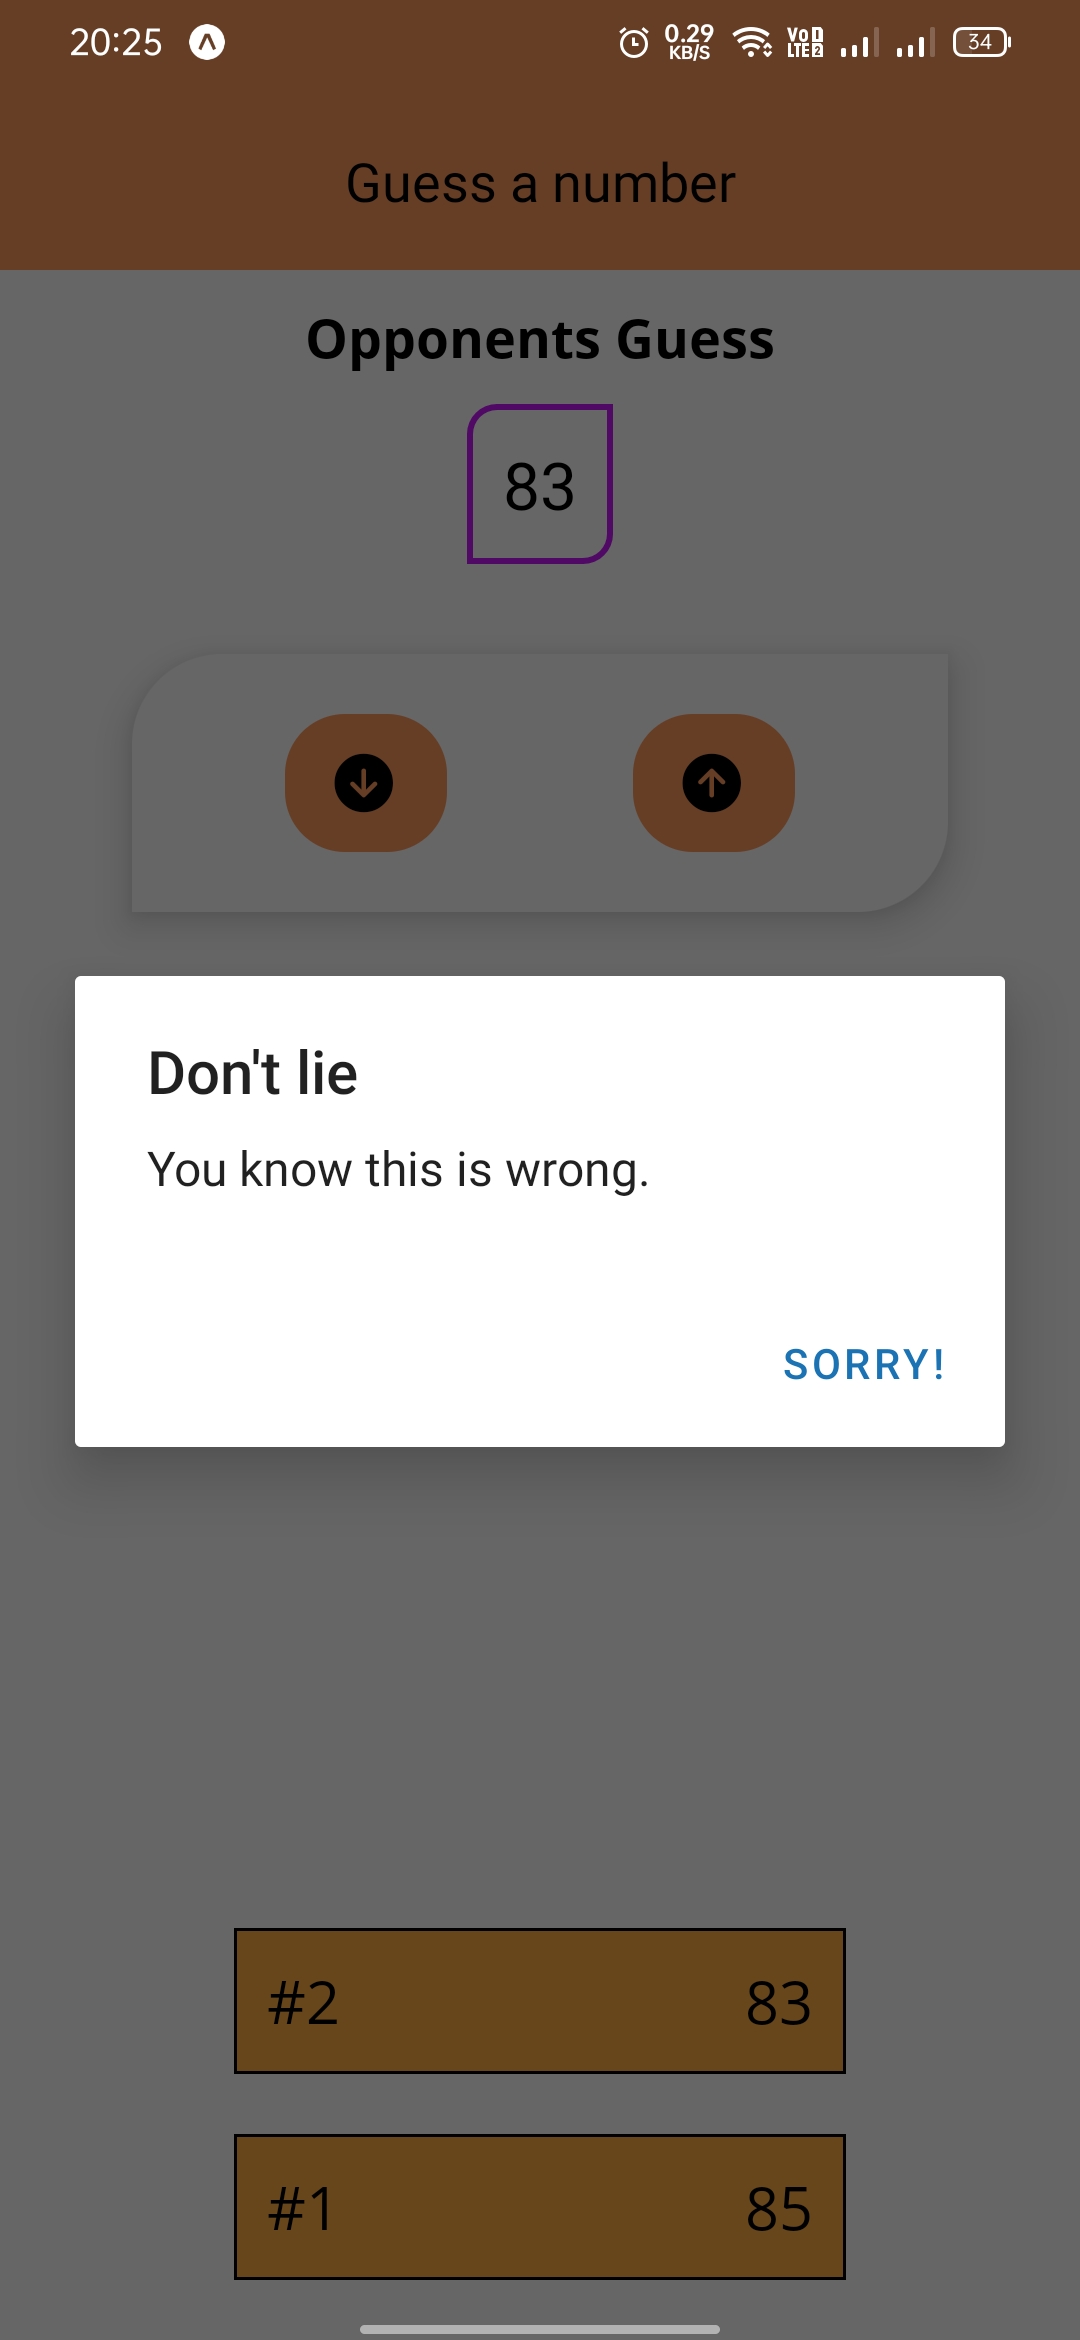 20:25
0.29
KB/S
VoD
LTE2
34
Guess a number
Opponents Guess
83
Don't lie
You know this is wrong.
SORRY!
#2 83
#1 85